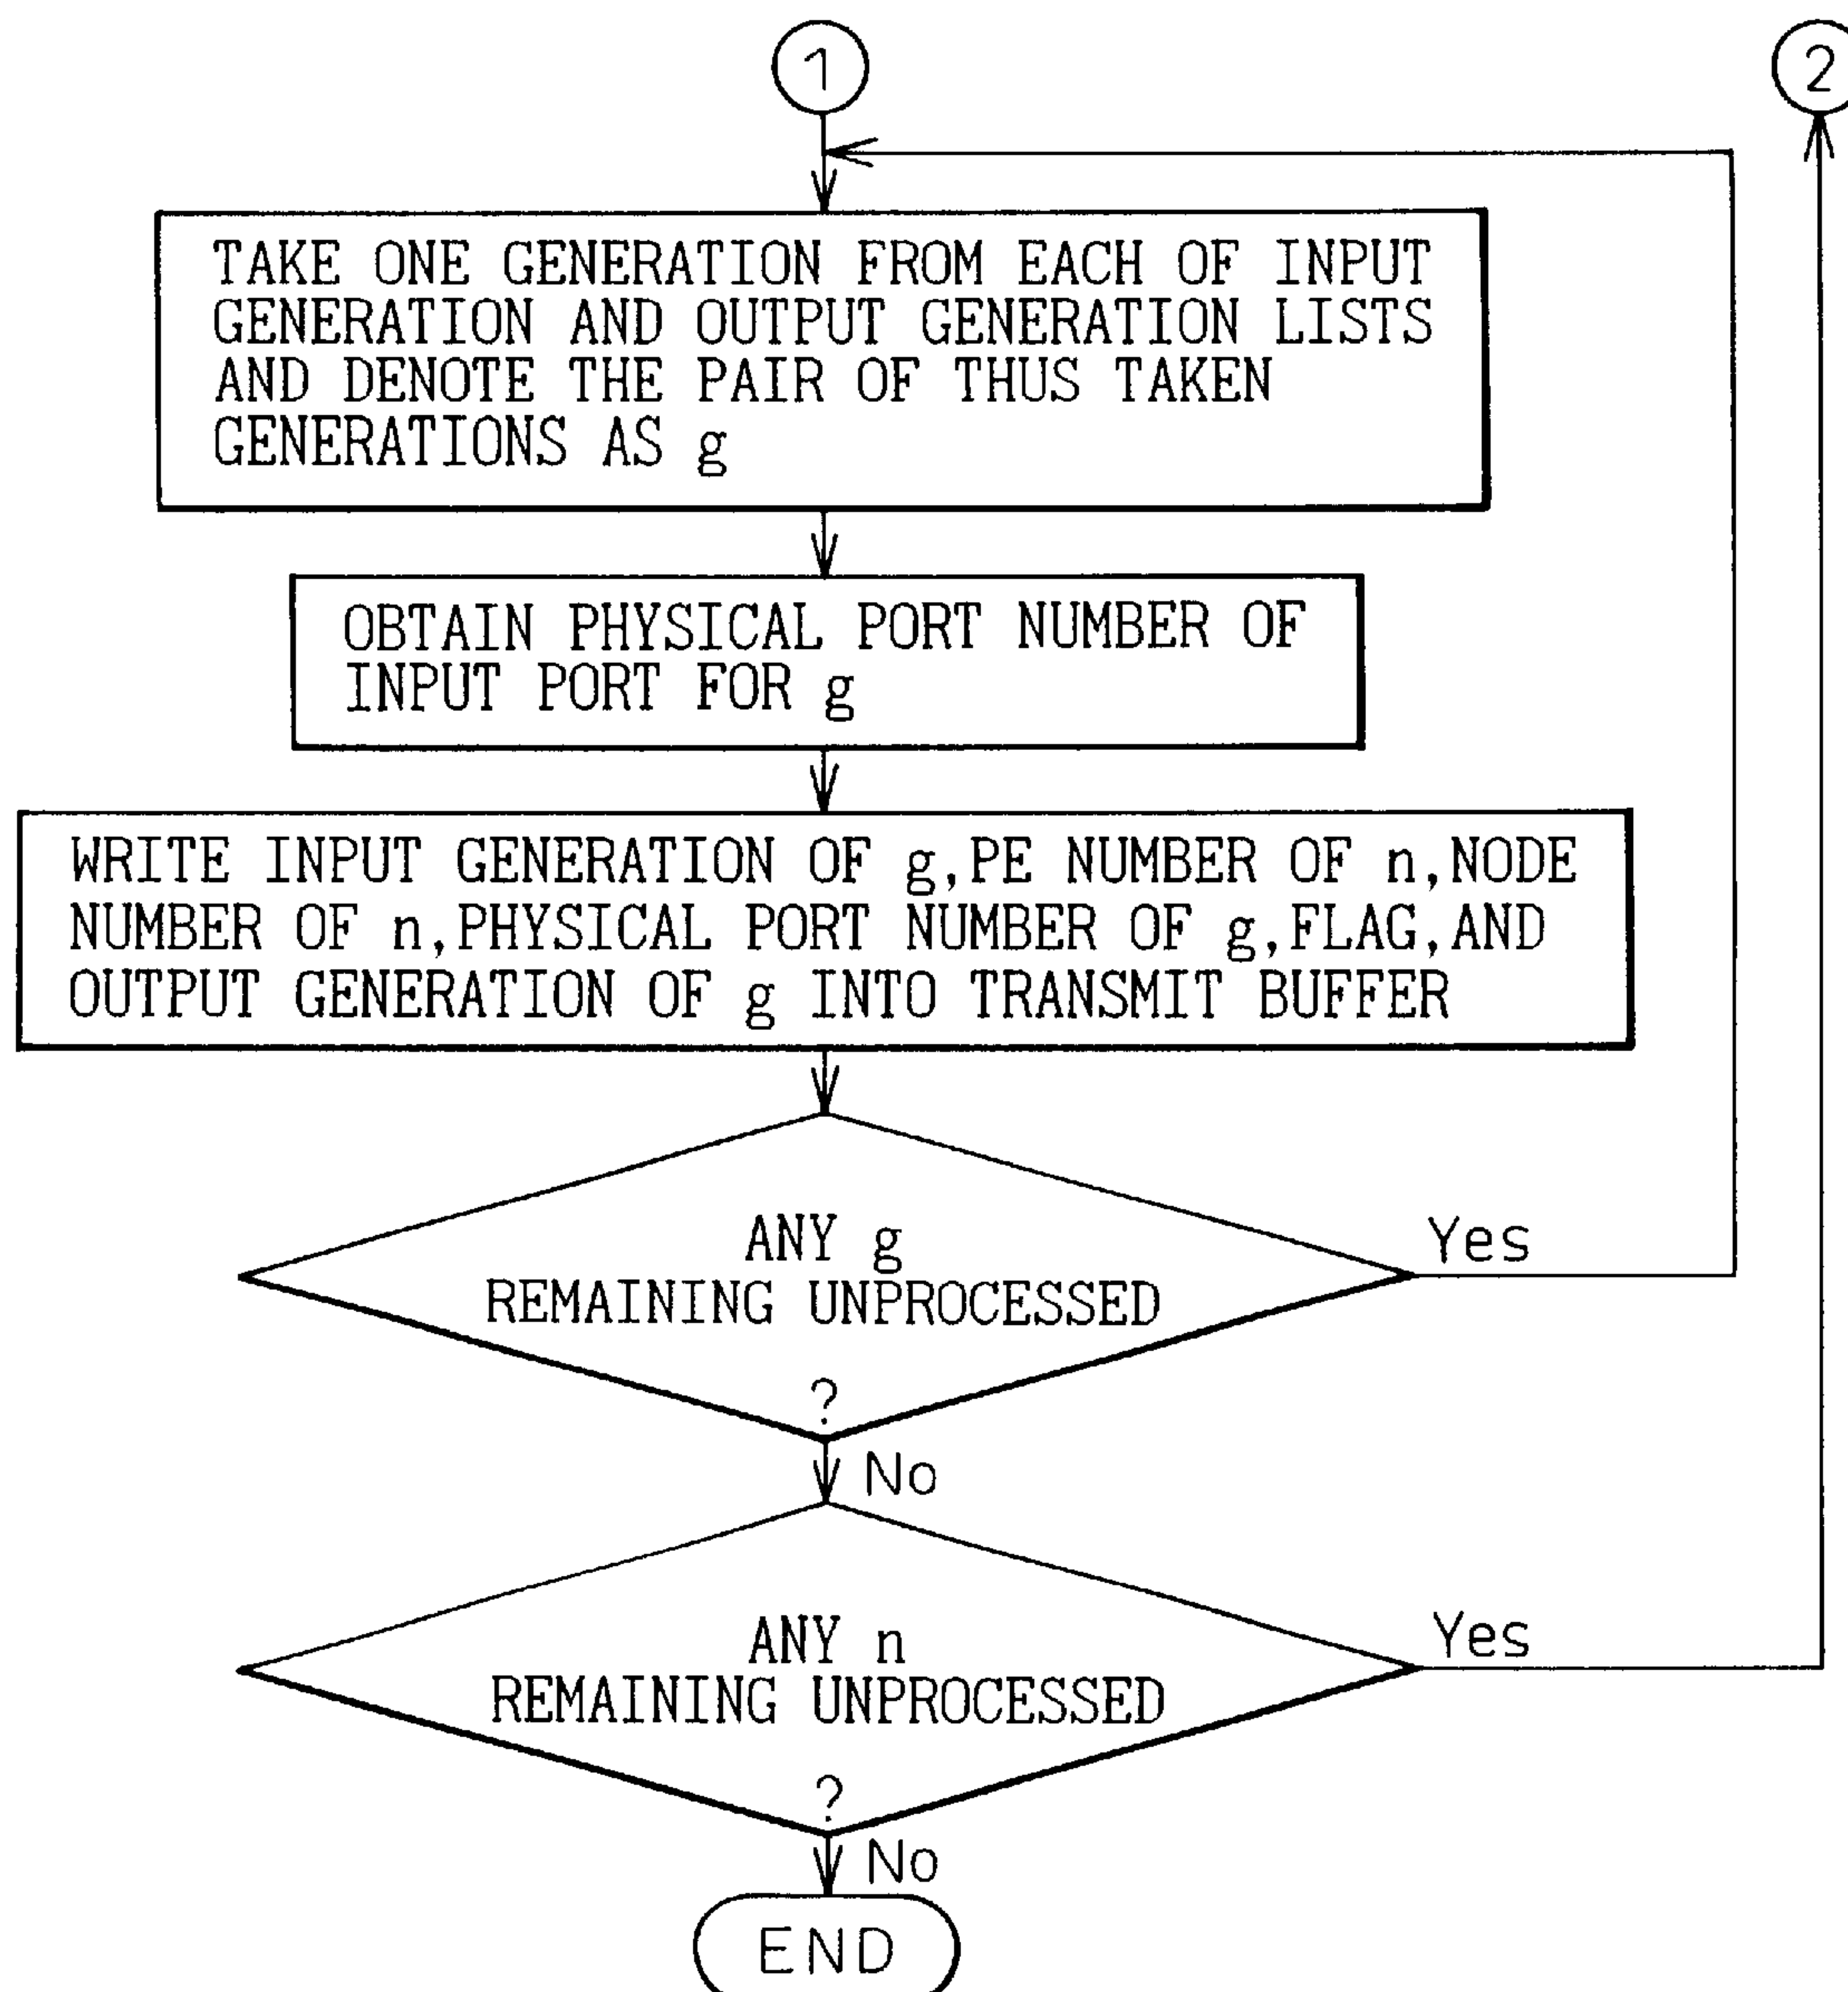 1
2
TAKE ONE GENERATION FROM EACH OF INPUT
GENERATION AND OUTPUT GENERATION LISTS
AND DENOTE THE PAIR OF THUS TAKEN
GENERATIONS AS g
OBTAIN PHYSICAL PORT NUMBER OF
INPUT PORT FOR g
WRITE INPUT GENERATION OF g,PE NUMBER OF n,NODE
NUMBER OF n,PHYSICAL PORT NUMBER OF g,FLAG,AND
OUTPUT GENERATION OF g INTO TRANSMIT BUFFER
ANY g
REMAINING UNPROCESSED
?
Yes
No
ANY n
REMAINING UNPROCESSED
?
Yes
No
END